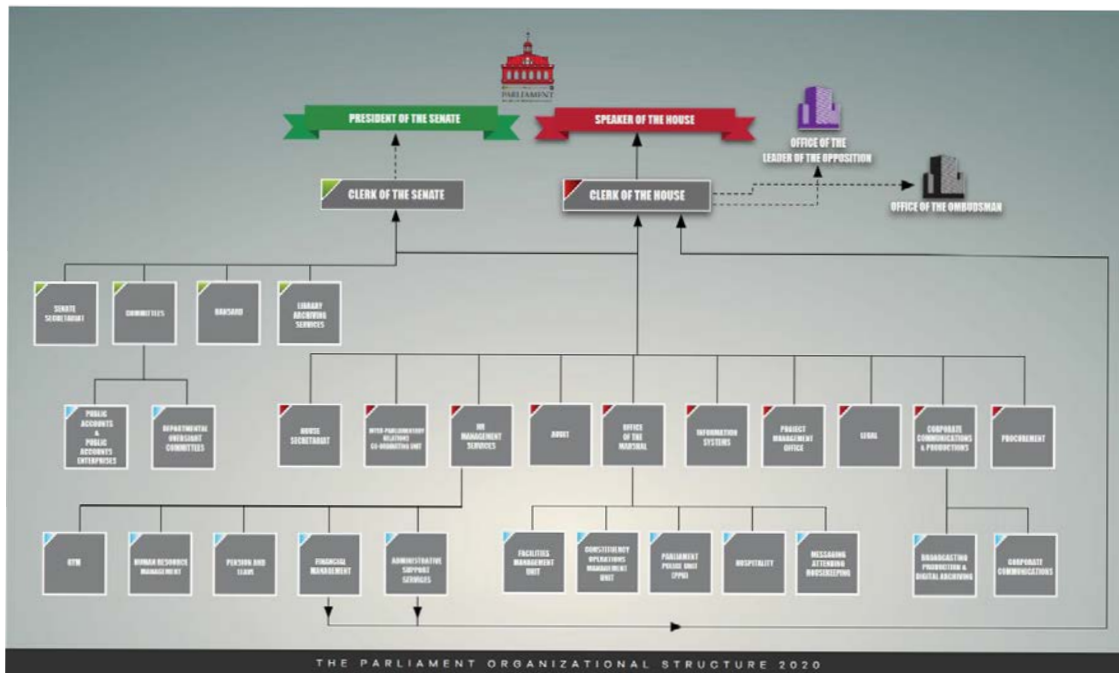 PARLIAMENT
PRESIDENT OF THE SENATE
SPEAKER OF THE HOUSE
OFFICE OF THE
LEADER OF THE OPPOSITION
CLERK OF THE SENATE
CLERK OF THE HOUSE
OFFICE OF THE OMBUDSMAN
SENATE
SECRETARIAT
COMMITTEES
HANSARD
LIBRARY
ARCHIVING
SERVICES
PUBLIC
ACCOUNTS
&
PUBLIC
ACCOUNTS
ENTERPRISES
DEPARTMENTAL
OVERSIGHT
COMMITTEES
HOUSE
SECRETARIAT
INTER-PARLIAMENTARY
RELATIONS
UNIT
HR
MANAGEMENT
SERVICES
AUDIT
OFFICE
OF THE
MARSHAL
INFORMATION
SYSTEMS
PROJECT
MANAGEMENT
OFFICE
LEGAL
CORPORATE
COMMUNICATIONS
& PRODUCTIONS
PROCUREMENT
HUMAN RESOURCE
MANAGEMENT
PENSION AND
LEAVE
FINANCIAL
MANAGEMENT
ADMINISTRATIVE
SUPPORT
SERVICES
FACILITIES
MANAGEMENT
UNIT
CONSTITUENCY
OPERATIONS
MANAGEMENT
UNIT
PARLIAMENT
POLICE UNIT
(PPU)
HOSPITALITY
MESSAGING
ATTENDING
HOUSEKEEPING
BROADCASTING
PRODUCTION &
DIGITAL ARCHIVING
CORPORATE
COMMUNICATIONS
THE PARLIAMENT ORGANIZATIONAL STRUCTURE 2020